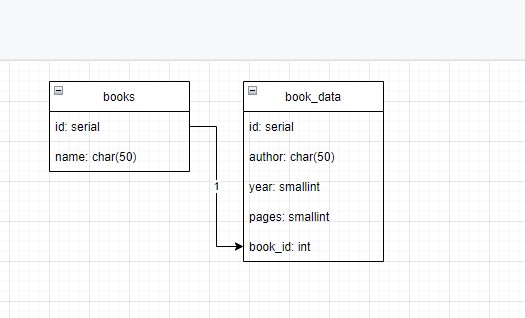 books
id: serial
name: char(50)
1
book_data
id: serial
author: char(50)
year: smallint
pages: smallint
book_id: int